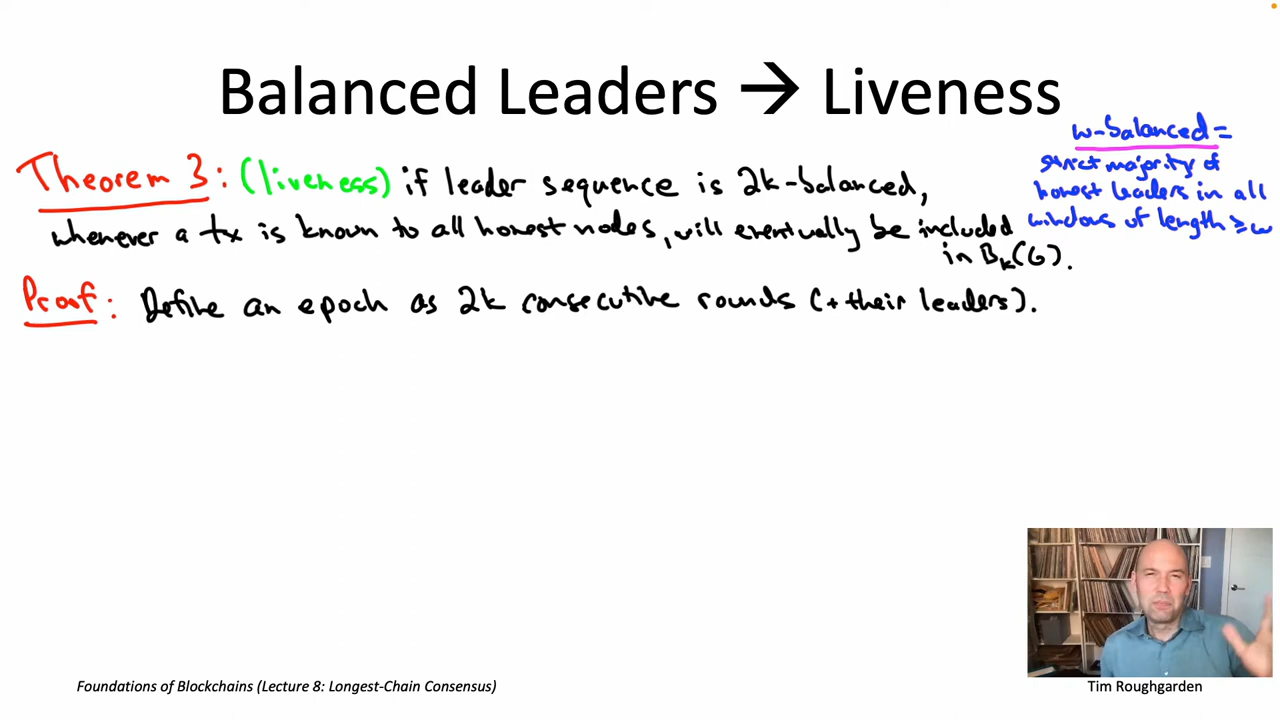 Balanced Leaders → Liveness
w-balanced =
strict majority of
honest leaders in all
windows of length ≥ w
Theorem 3: (liveness) if leader sequence is 2k-balanced,
whenever a tx is known to all honest nodes, will eventually be included
in Bₖ(G).
Proof: Define an epoch as 2k consecutive rounds (+ their leaders).
Foundations of Blockchains (Lecture 8: Longest-Chain Consensus)
Tim Roughgarden